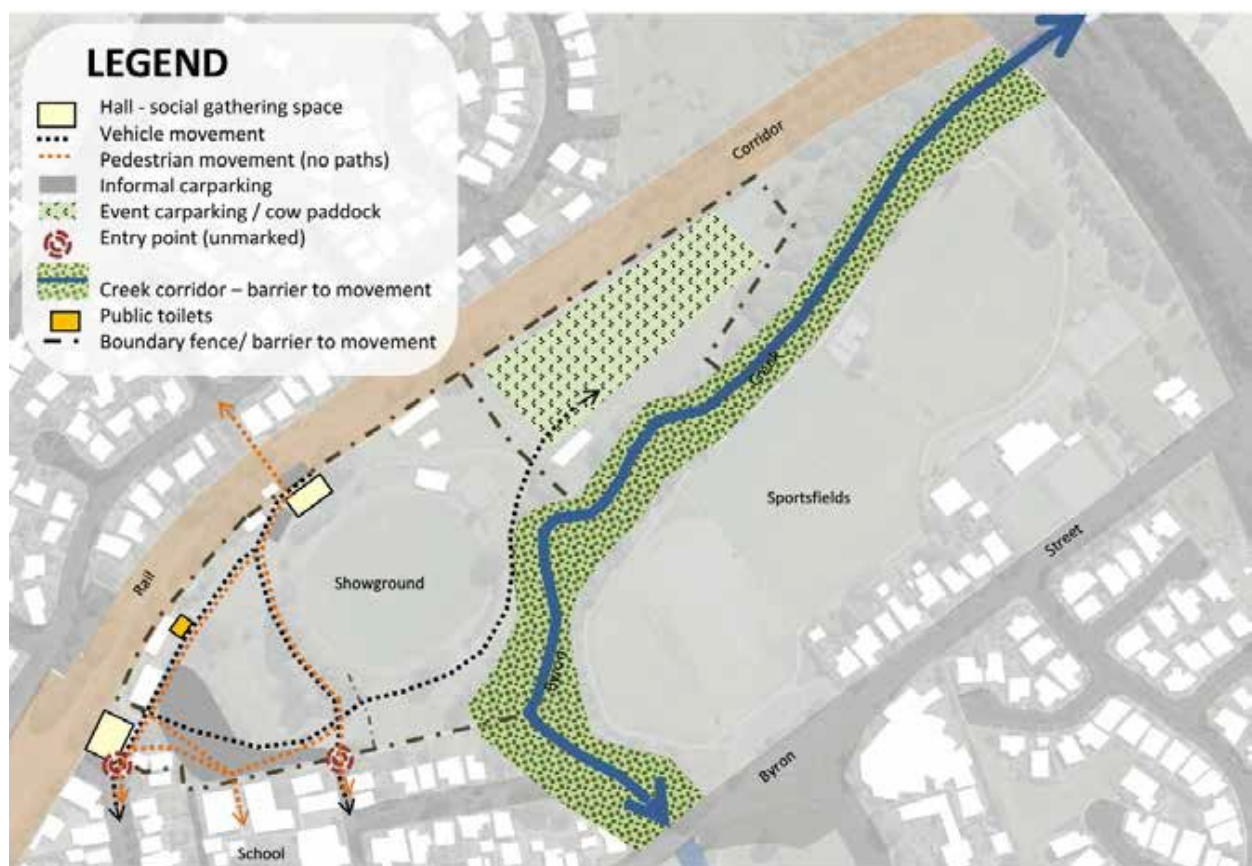 LEGEND
Hall - social gathering space
Vehicle movement
Pedestrian movement (no paths)
Informal carparking
Event carparking / cow paddock
Entry point (unmarked)
Creek corridor – barrier to movement
Public toilets
Boundary fence/ barrier to movement
Corridor
Creek
Sportsfields
Street
Showground
Rail
Byron
Byron
School